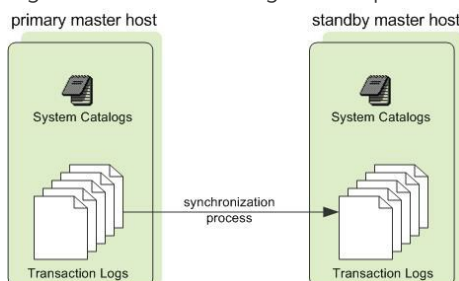 primary master host
standby master host
System Catalogs
System Catalogs
synchronization
process
Transaction Logs
Transaction Logs